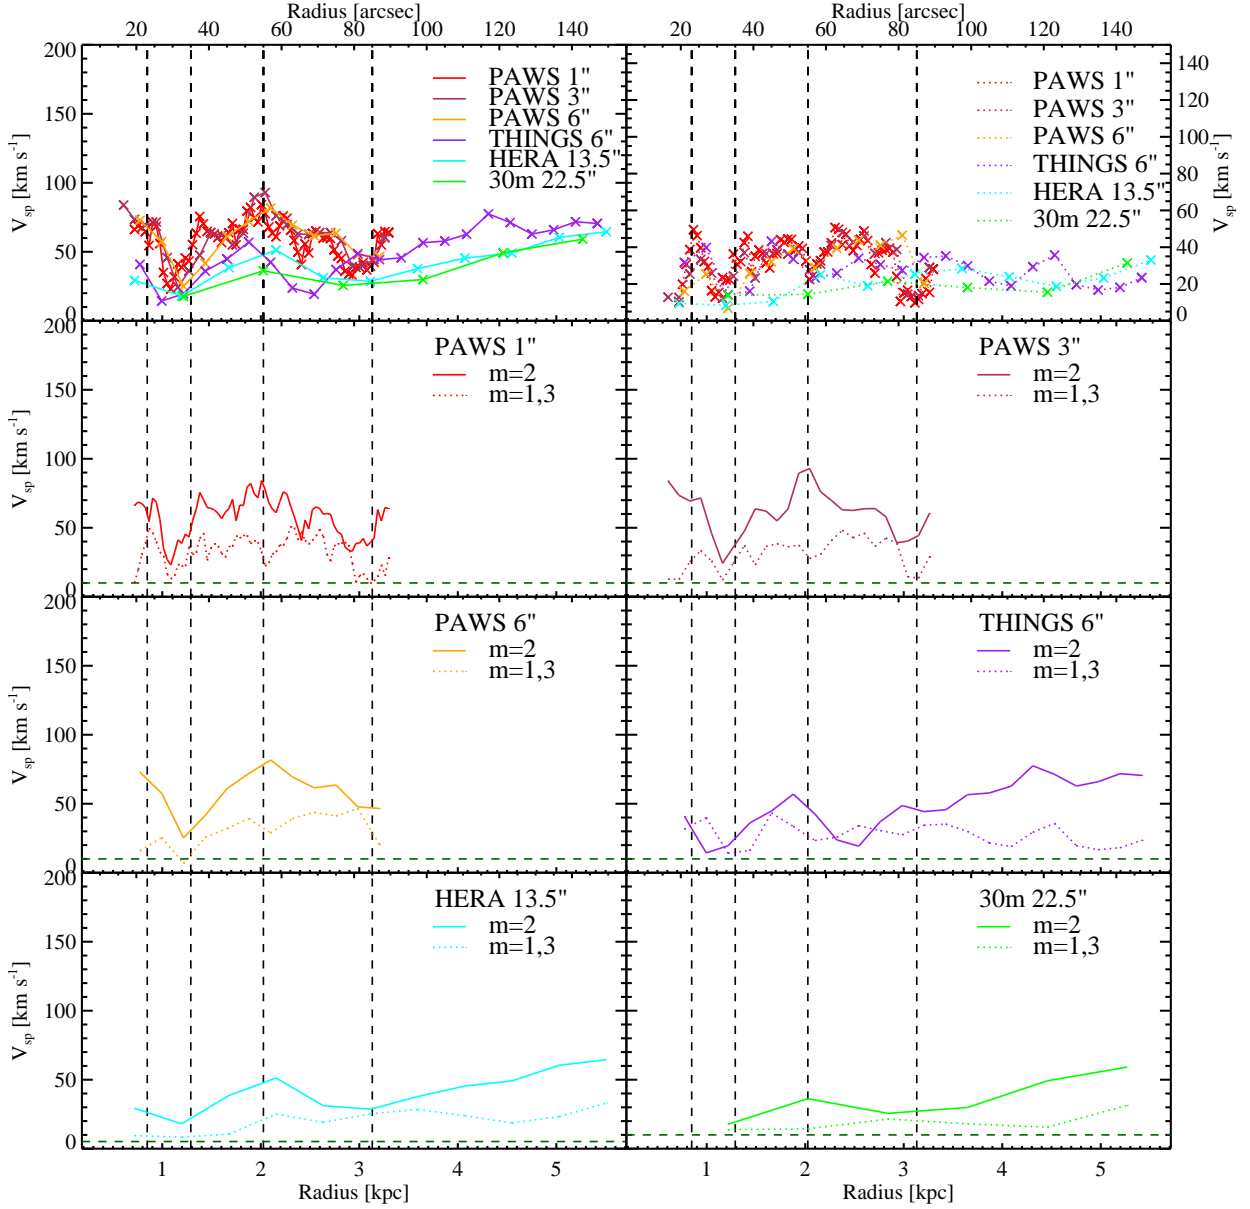 Radius [arcsec] Radius [arcsec]
20 40 60 80 100 120 140 20 40 60 80 100 120 140
200 150 100 50 0
V_sp [km s^-1]
PAWS 1"
PAWS 3"
PAWS 6"
THINGS 6"
HERA 13.5"
30m 22.5"
PAWS 1"
PAWS 3"
PAWS 6"
THINGS 6"
HERA 13.5"
30m 22.5"
140 120 100 80 60 40 20 0
V_sp [km s^-1]
200 150 100 50 0
V_sp [km s^-1]
PAWS 1"
m=2
m=1,3
PAWS 3"
m=2
m=1,3
200 150 100 50 0
V_sp [km s^-1]
PAWS 6"
m=2
m=1,3
THINGS 6"
m=2
m=1,3
200 150 100 50 0
V_sp [km s^-1]
HERA 13.5"
m=2
m=1,3
30m 22.5"
m=2
m=1,3
1 2 3 4 5 1 2 3 4 5
Radius [kpc] Radius [kpc]